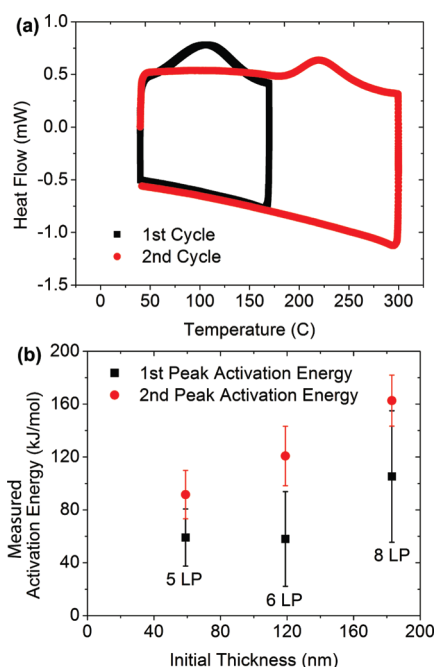 (a)
1.0
0.5
0.0
-0.5
-1.0
-1.5
Heat Flow (mW)
1st Cycle
2nd Cycle
0 50 100 150 200 250 300
Temperature (C)
(b)
200
160
120
80
40
0
Measured
Activation Energy (kJ/mol)
1st Peak Activation Energy
2nd Peak Activation Energy
5 LP
6 LP
8 LP
0 40 80 120 160 200
Initial Thickness (nm)